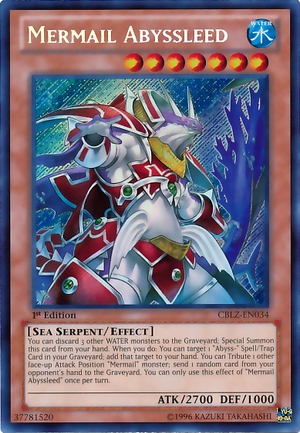 MERMAIL ABYSSLEED
WATER
水
1st Edition
CBLZ-EN034
[SEA SERPENT/EFFECT]
You can discard 3 other WATER monsters to the Graveyard; Special Summon
this card from your hand. When you do: You can target 1 "Abyss-" Spell/Trap
Card in your Graveyard; add that target to your hand. You can Tribute 1 other
face-up Attack Position "Mermail" monster; send 1 random card from your
opponent's hand to the Graveyard. You can only use this effect of "Mermail
Abyssleed" once per turn.
ATK/2700 DEF/1000
37781520
©1996 KAZUKI TAKAHASHI